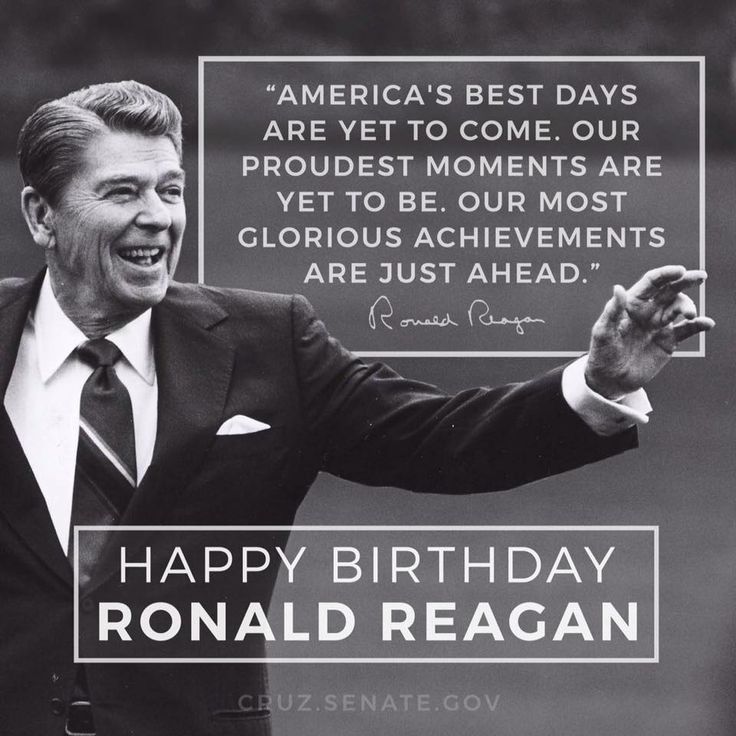 “AMERICA'S BEST DAYS
ARE YET TO COME. OUR
PROUDEST MOMENTS ARE
YET TO BE. OUR MOST
GLORIOUS ACHIEVEMENTS
ARE JUST AHEAD.”
Ronald Reagan
HAPPY BIRTHDAY
RONALD REAGAN
CRUZ.SENATE.GOV